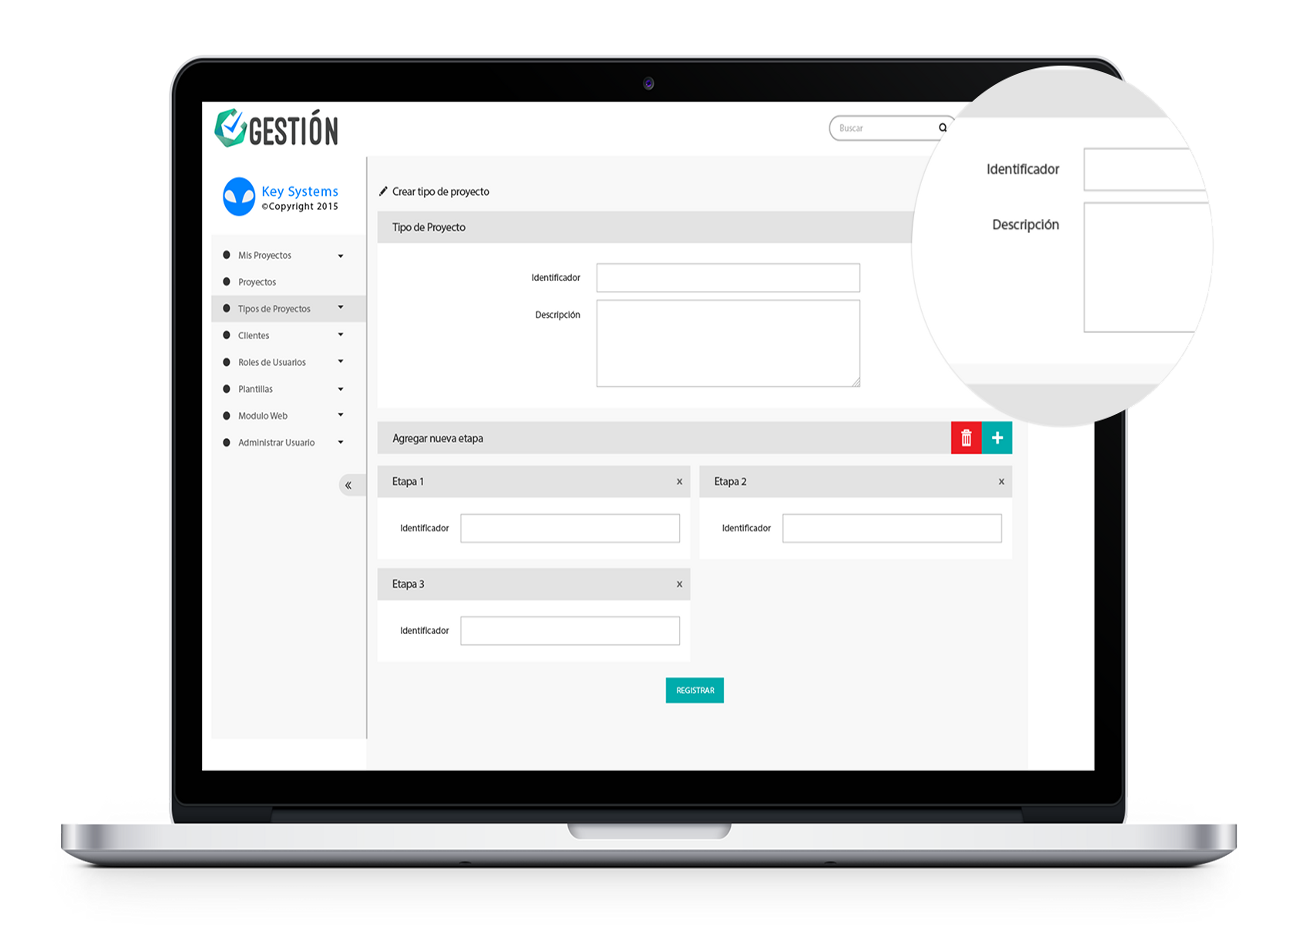 GESTIÓN
Buscar
Key Systems
©Copyright 2015
Mis Proyectos
Proyectos
Tipos de Proyectos
Clientes
Roles de Usuarios
Plantillas
Modulo Web
Administrar Usuario
«
Crear tipo de proyecto
Tipo de Proyecto
Identificador
Descripción
Identificador
Descripción
Agregar nueva etapa
+
Etapa 1 x
Identificador
Etapa 2 x
Identificador
Etapa 3 x
Identificador
REGISTRAR